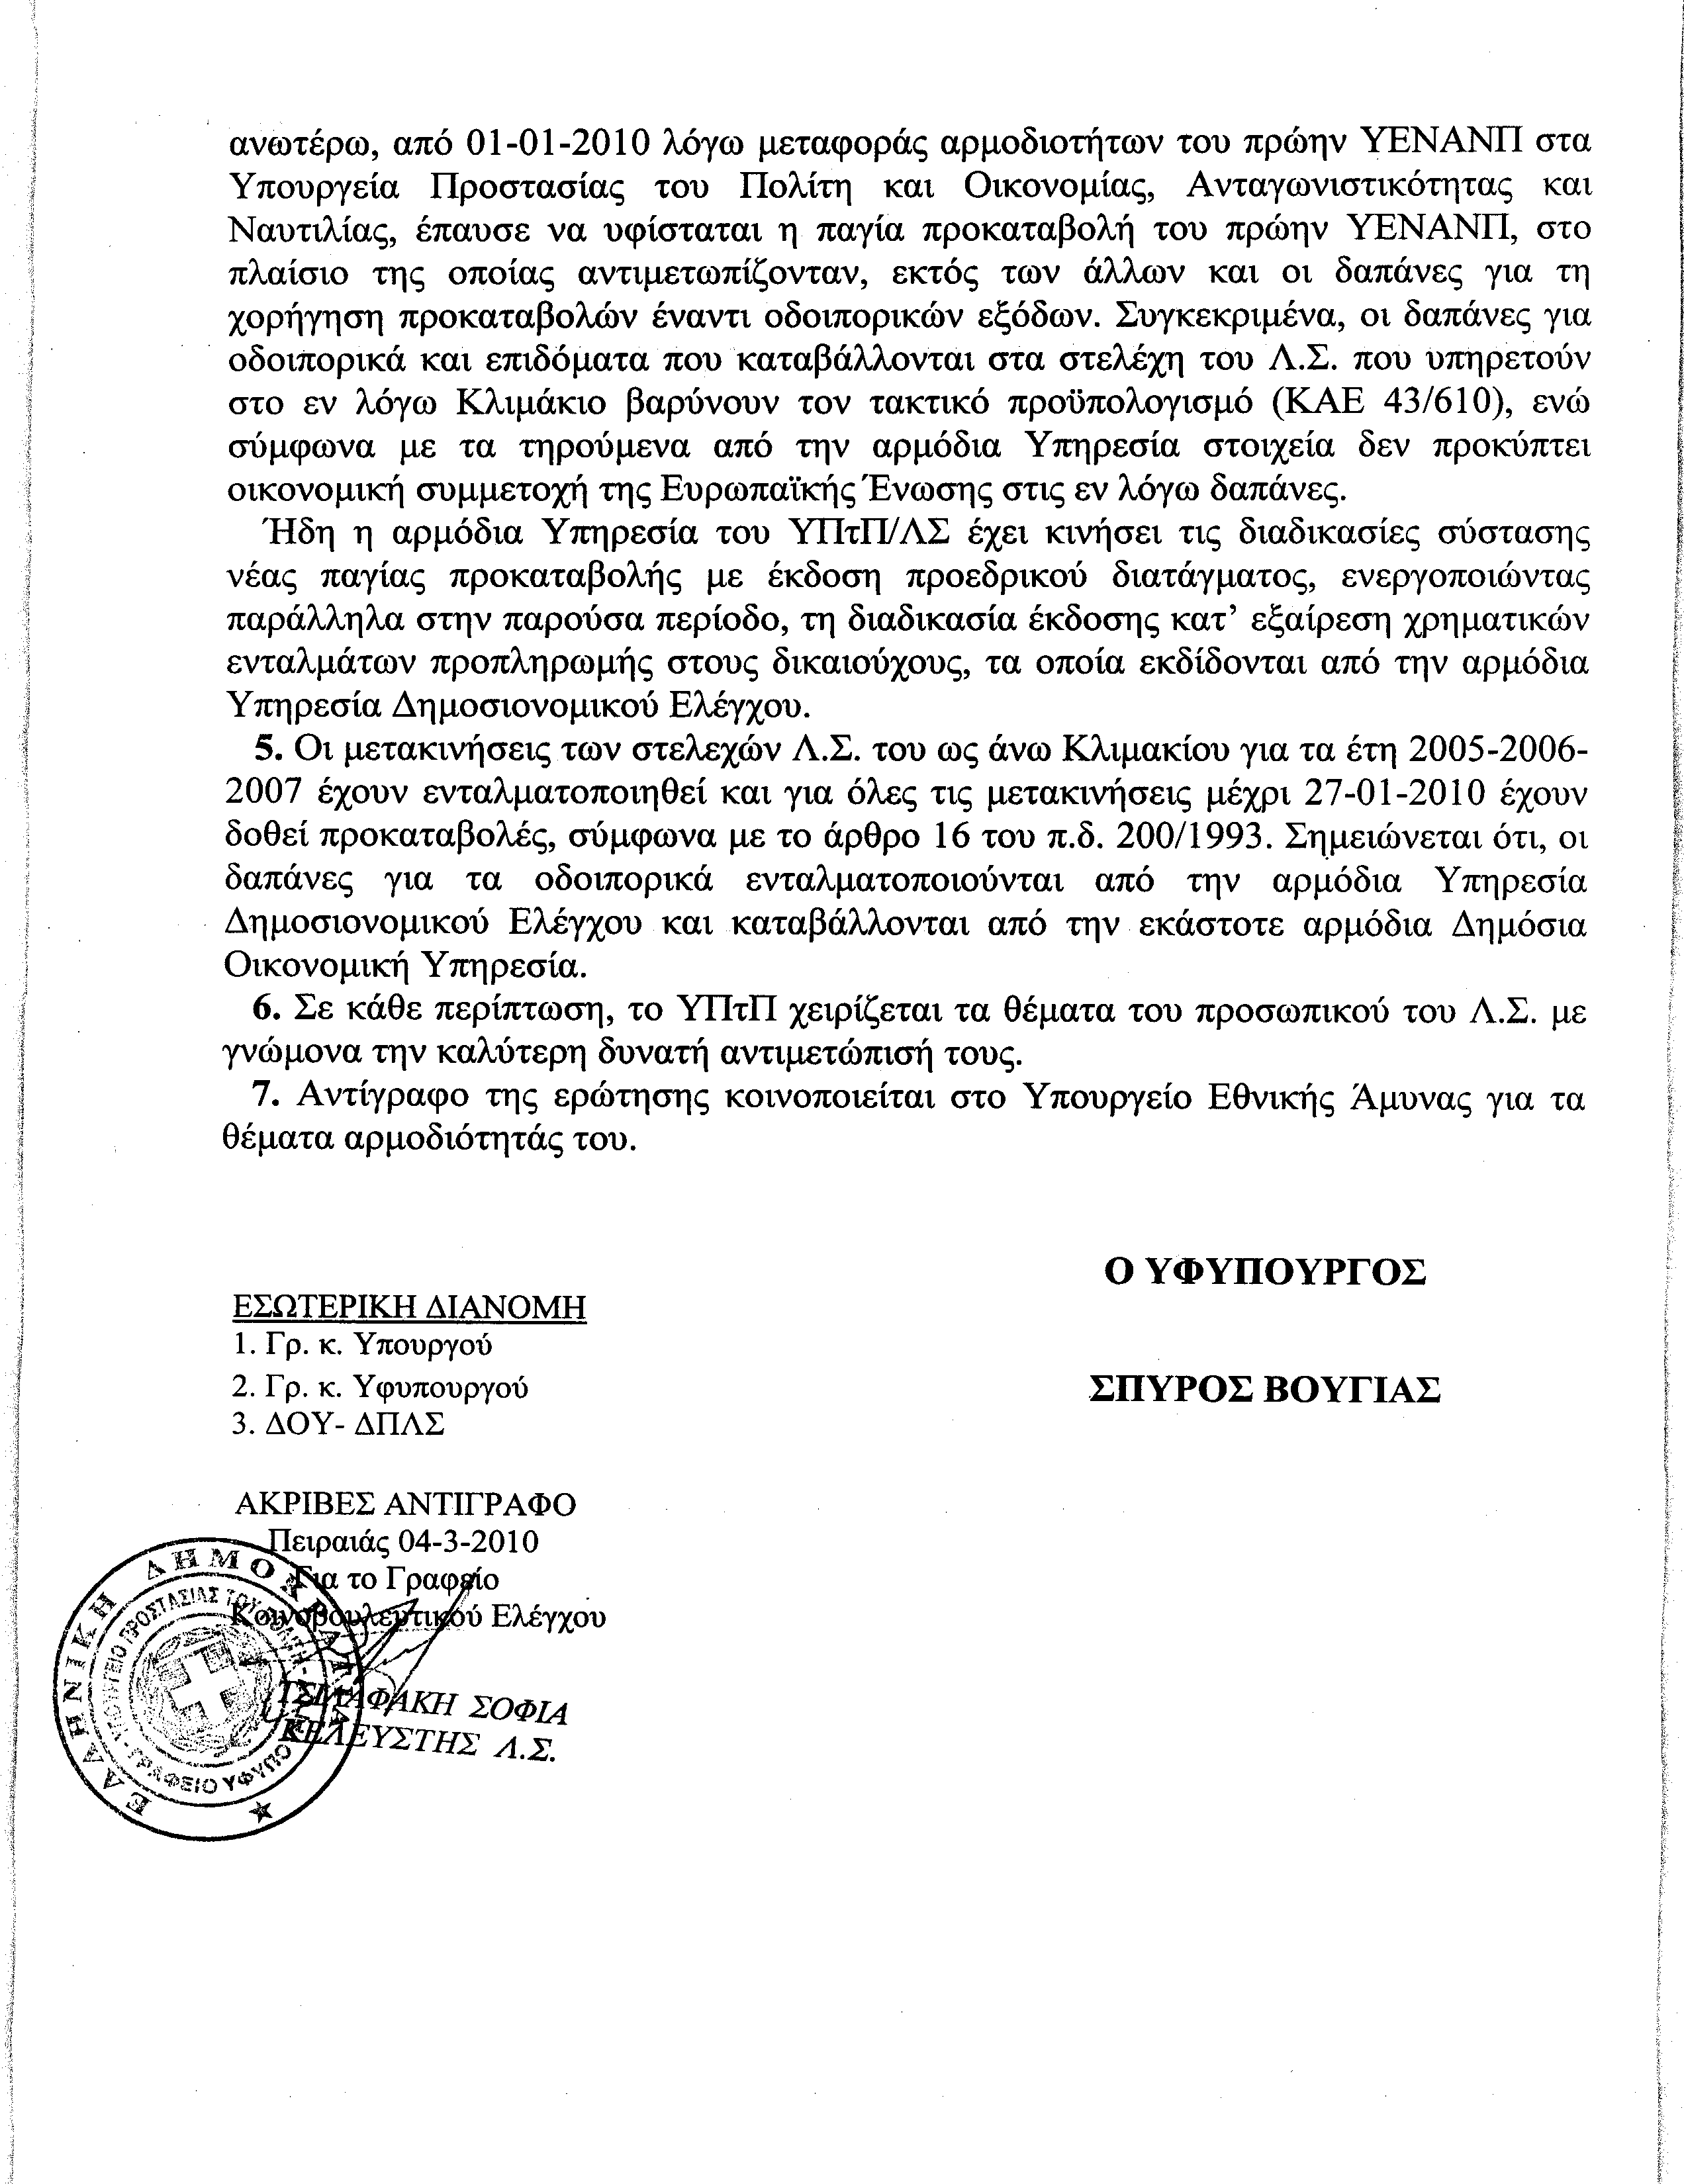 ανωτέρω, από 01-01-2010 λόγω μεταφοράς αρμοδιοτήτων του πρώην ΥΕΝΑΝΠ στα
Υπουργεία Προστασίας του Πολίτη και Οικονομίας, Ανταγωνιστικότητας και
Ναυτιλίας, έπαυσε να υφίσταται η παγία προκαταβολή του πρώην ΥΕΝΑΝΠ, στο
πλαίσιο της οποίας αντιμετωπίζονταν, εκτός των άλλων και οι δαπάνες για τη
χορήγηση προκαταβολών έναντι οδοιπορικών εξόδων. Συγκεκριμένα, οι δαπάνες για
οδοιπορικά και επιδόματα που καταβάλλονται στα στελέχη του Λ.Σ. που υπηρετούν
στο εν λόγω Κλιμάκιο βαρύνουν τον τακτικό προϋπολογισμό (ΚΑΕ 43/610), ενώ
σύμφωνα με τα τηρούμενα από την αρμόδια Υπηρεσία στοιχεία δεν προκύπτει
οικονομική συμμετοχή της Ευρωπαϊκής Ένωσης στις εν λόγω δαπάνες.
Ήδη η αρμόδια Υπηρεσία του ΥΠτΠ/ΛΣ έχει κινήσει τις διαδικασίες σύστασης
νέας παγίας προκαταβολής με έκδοση προεδρικού διατάγματος, ενεργοποιώντας
παράλληλα στην παρούσα περίοδο, τη διαδικασία έκδοσης κατ’ εξαίρεση χρηματικών
ενταλμάτων προπληρωμής στους δικαιούχους, τα οποία εκδίδονται από την αρμόδια
Υπηρεσία Δημοσιονομικού Ελέγχου.
5. Οι μετακινήσεις των στελεχών Λ.Σ. του ως άνω Κλιμακίου για τα έτη 2005-2006-
2007 έχουν ενταλματοποιηθεί και για όλες τις μετακινήσεις μέχρι 27-01-2010 έχουν
δοθεί προκαταβολές, σύμφωνα με το άρθρο 16 του π.δ. 200/1993. Σημειώνεται ότι, οι
δαπάνες για τα οδοιπορικά ενταλματοποιούνται από την αρμόδια Υπηρεσία
Δημοσιονομικού Ελέγχου και καταβάλλονται από την εκάστοτε αρμόδια Δημόσια
Οικονομική Υπηρεσία.
6. Σε κάθε περίπτωση, το ΥΠτΠ χειρίζεται τα θέματα του προσωπικού του Λ.Σ. με
γνώμονα την καλύτερη δυνατή αντιμετώπισή τους.
7. Αντίγραφο της ερώτησης κοινοποιείται στο Υπουργείο Εθνικής Άμυνας για τα
θέματα αρμοδιότητάς του.
Ο ΥΦΥΠΟΥΡΓΟΣ
ΣΠΥΡΟΣ ΒΟΥΓΙΑΣ
ΕΣΩΤΕΡΙΚΗ ΔΙΑΝΟΜΗ
1. Γρ. κ. Υπουργού
2. Γρ. κ. Υφυπουργού
3. ΔΟΥ- ΔΠΛΣ
ΑΚΡΙΒΕΣ ΑΝΤΙΓΡΑΦΟ
Πειραιάς 04-3-2010
Για το Γραφείο
Κοινοβουλευτικού Ελέγχου
ΣΟΦΙΑ
ΚΕΛΕΥΣΤΗΣ Λ.Σ.
ΕΛΛΗΝΙΚΗ ΔΗΜΟΚΡΑΤΙΑ